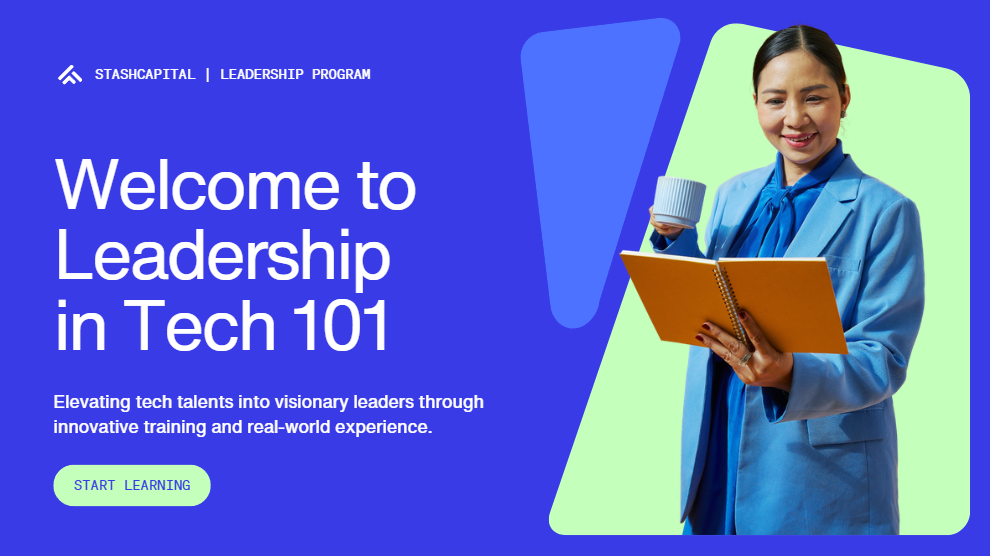 STASHCAPITAL | LEADERSHIP PROGRAM
Welcome to
Leadership
in Tech 101
Elevating tech talents into visionary leaders through
innovative training and real-world experience.
START LEARNING